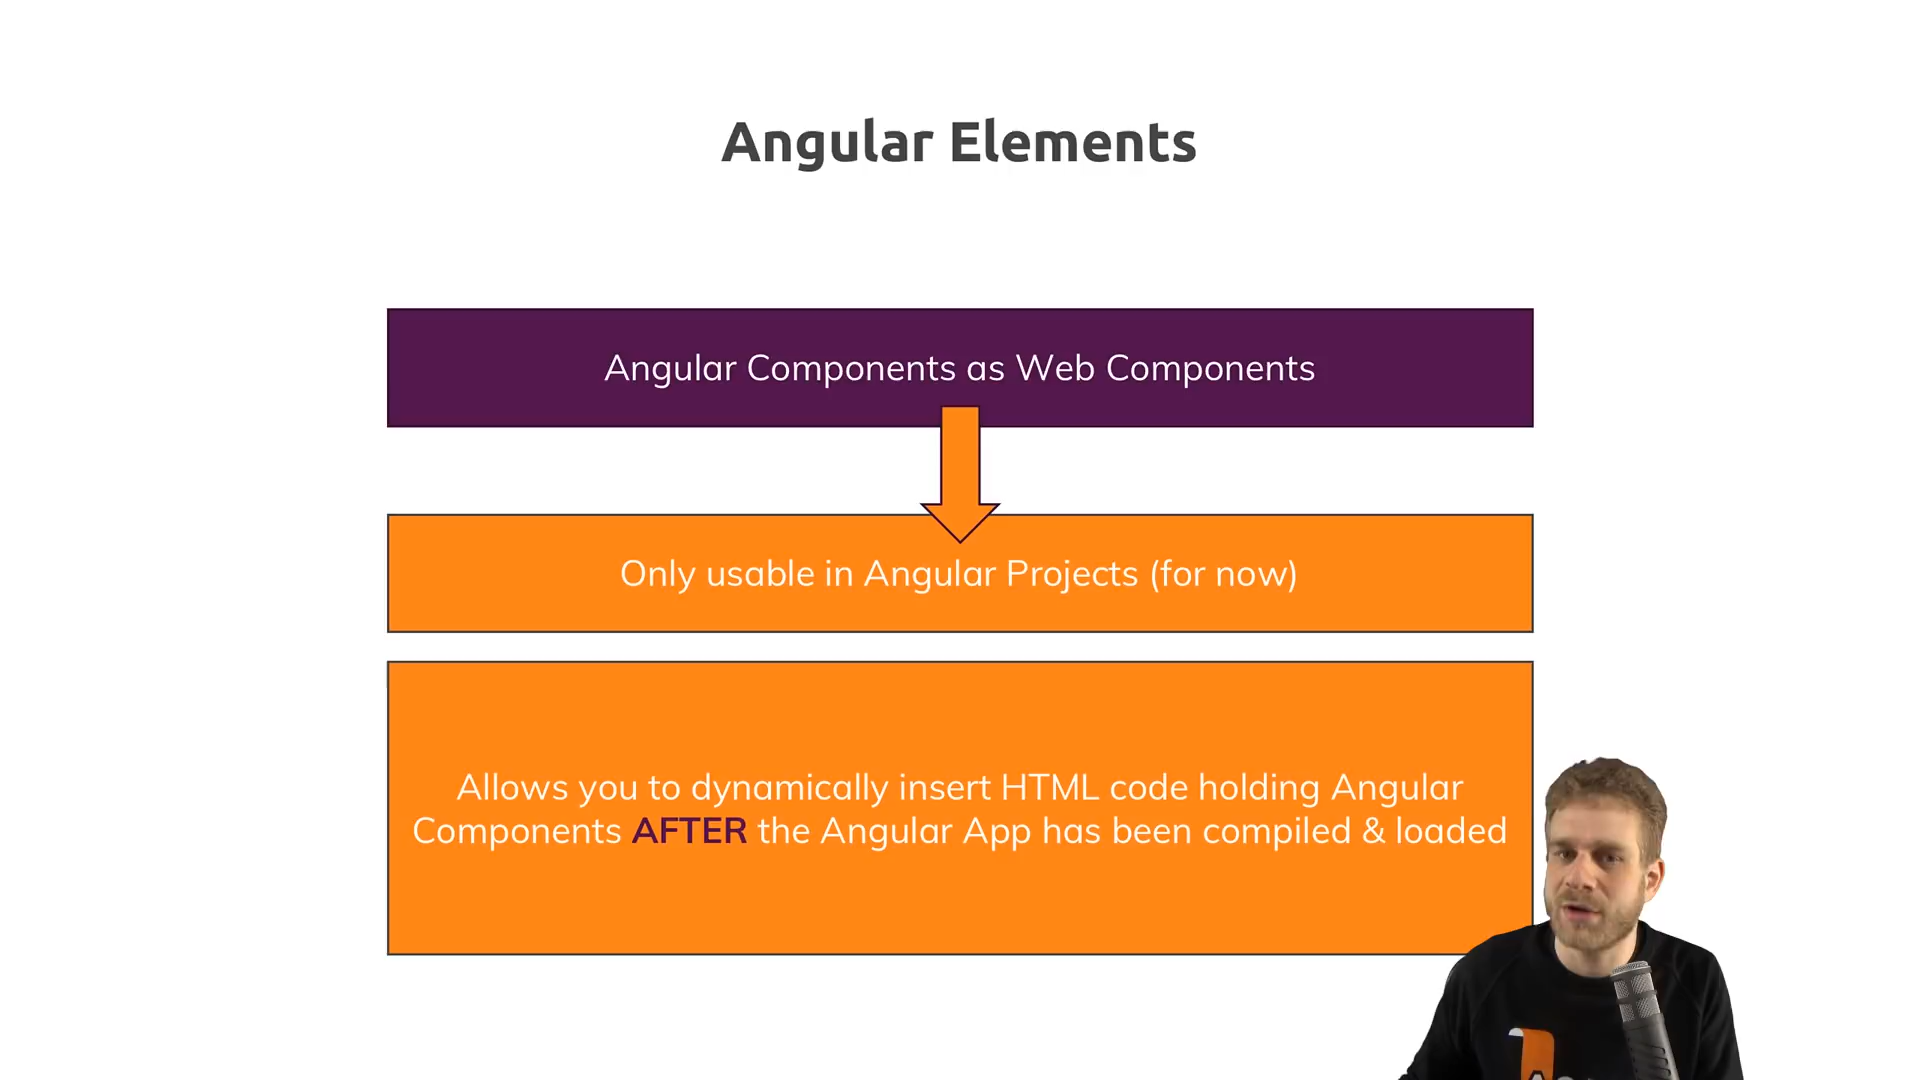 Angular Elements
Angular Components as Web Components
Only usable in Angular Projects (for now)
Allows you to dynamically insert HTML code holding Angular
Components AFTER the Angular App has been compiled & loaded